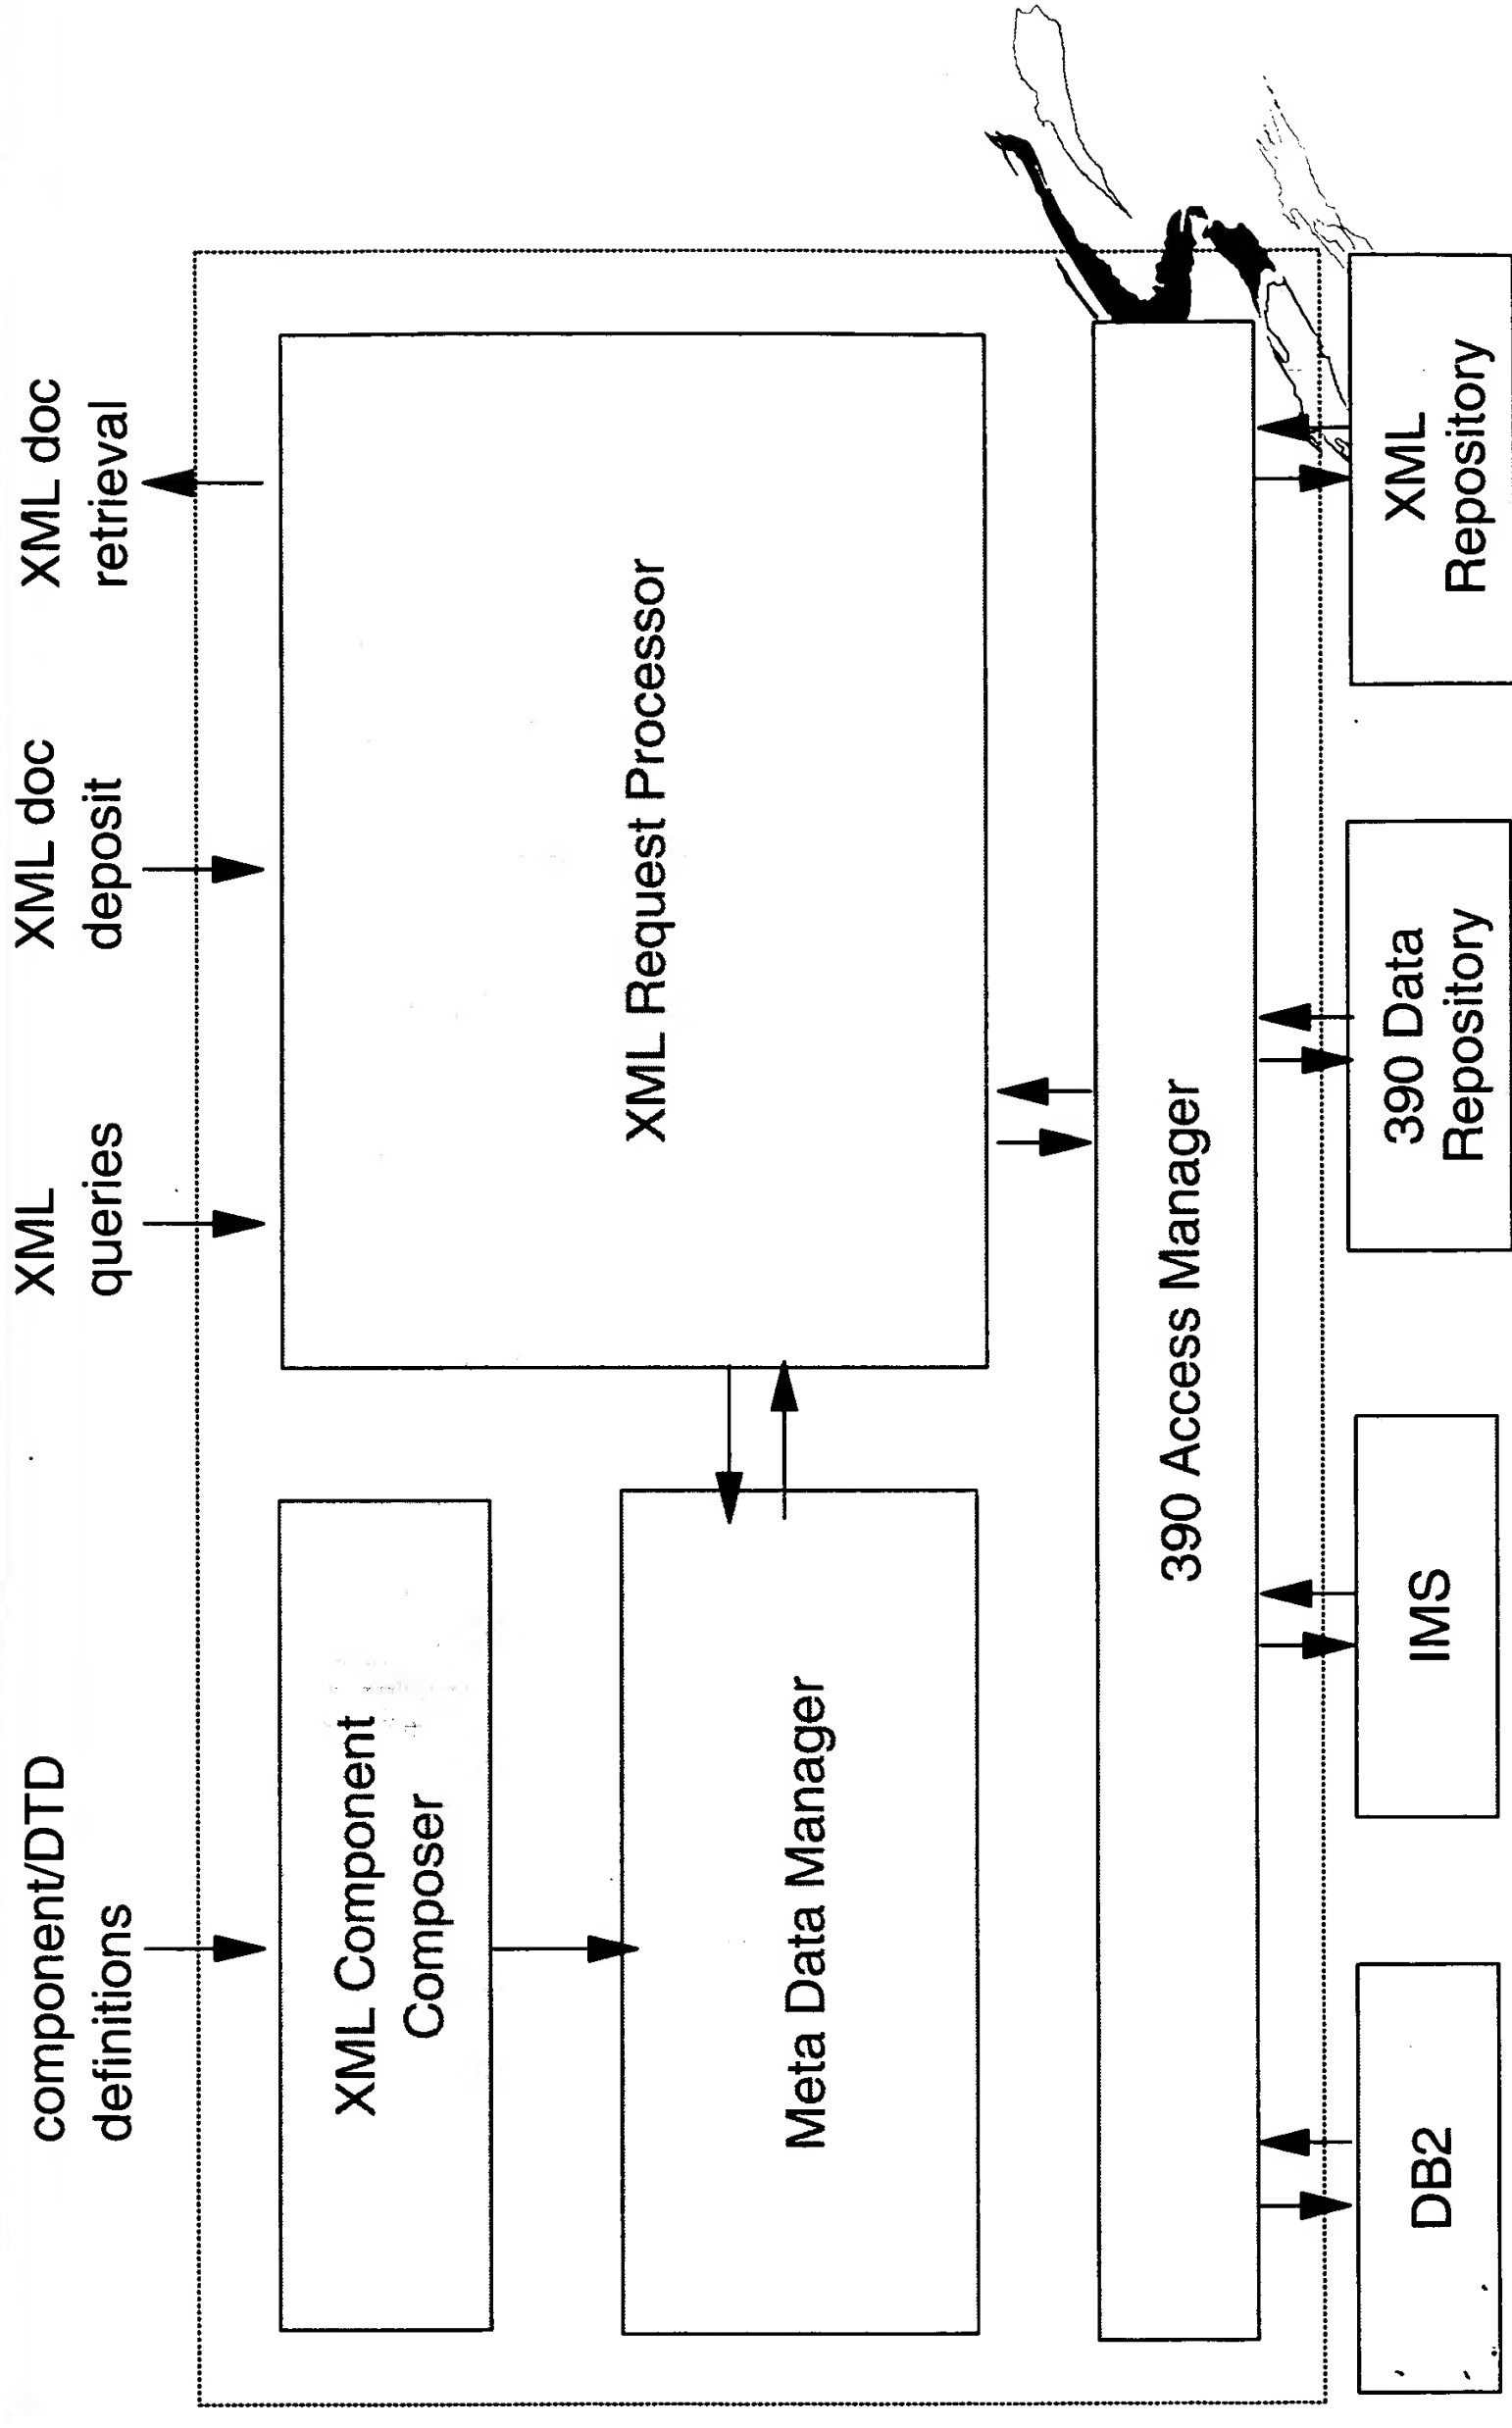 component/DTD
definitions
XML
queries
XML doc
deposit
XML doc
retrieval
XML Component
Composer
XML Request Processor
Meta Data Manager
390 Access Manager
DB2
IMS
390 Data
Repository
XML
Repository